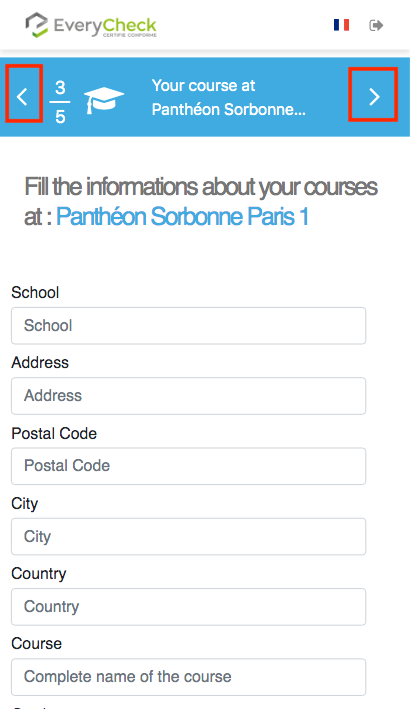 EveryCheck
CERTIFIE CONFORME
3
5
Your course at
Panthéon Sorbonne...
Fill the informations about your courses
at : Panthéon Sorbonne Paris 1
School
School
Address
Address
Postal Code
Postal Code
City
City
Country
Country
Course
Complete name of the course